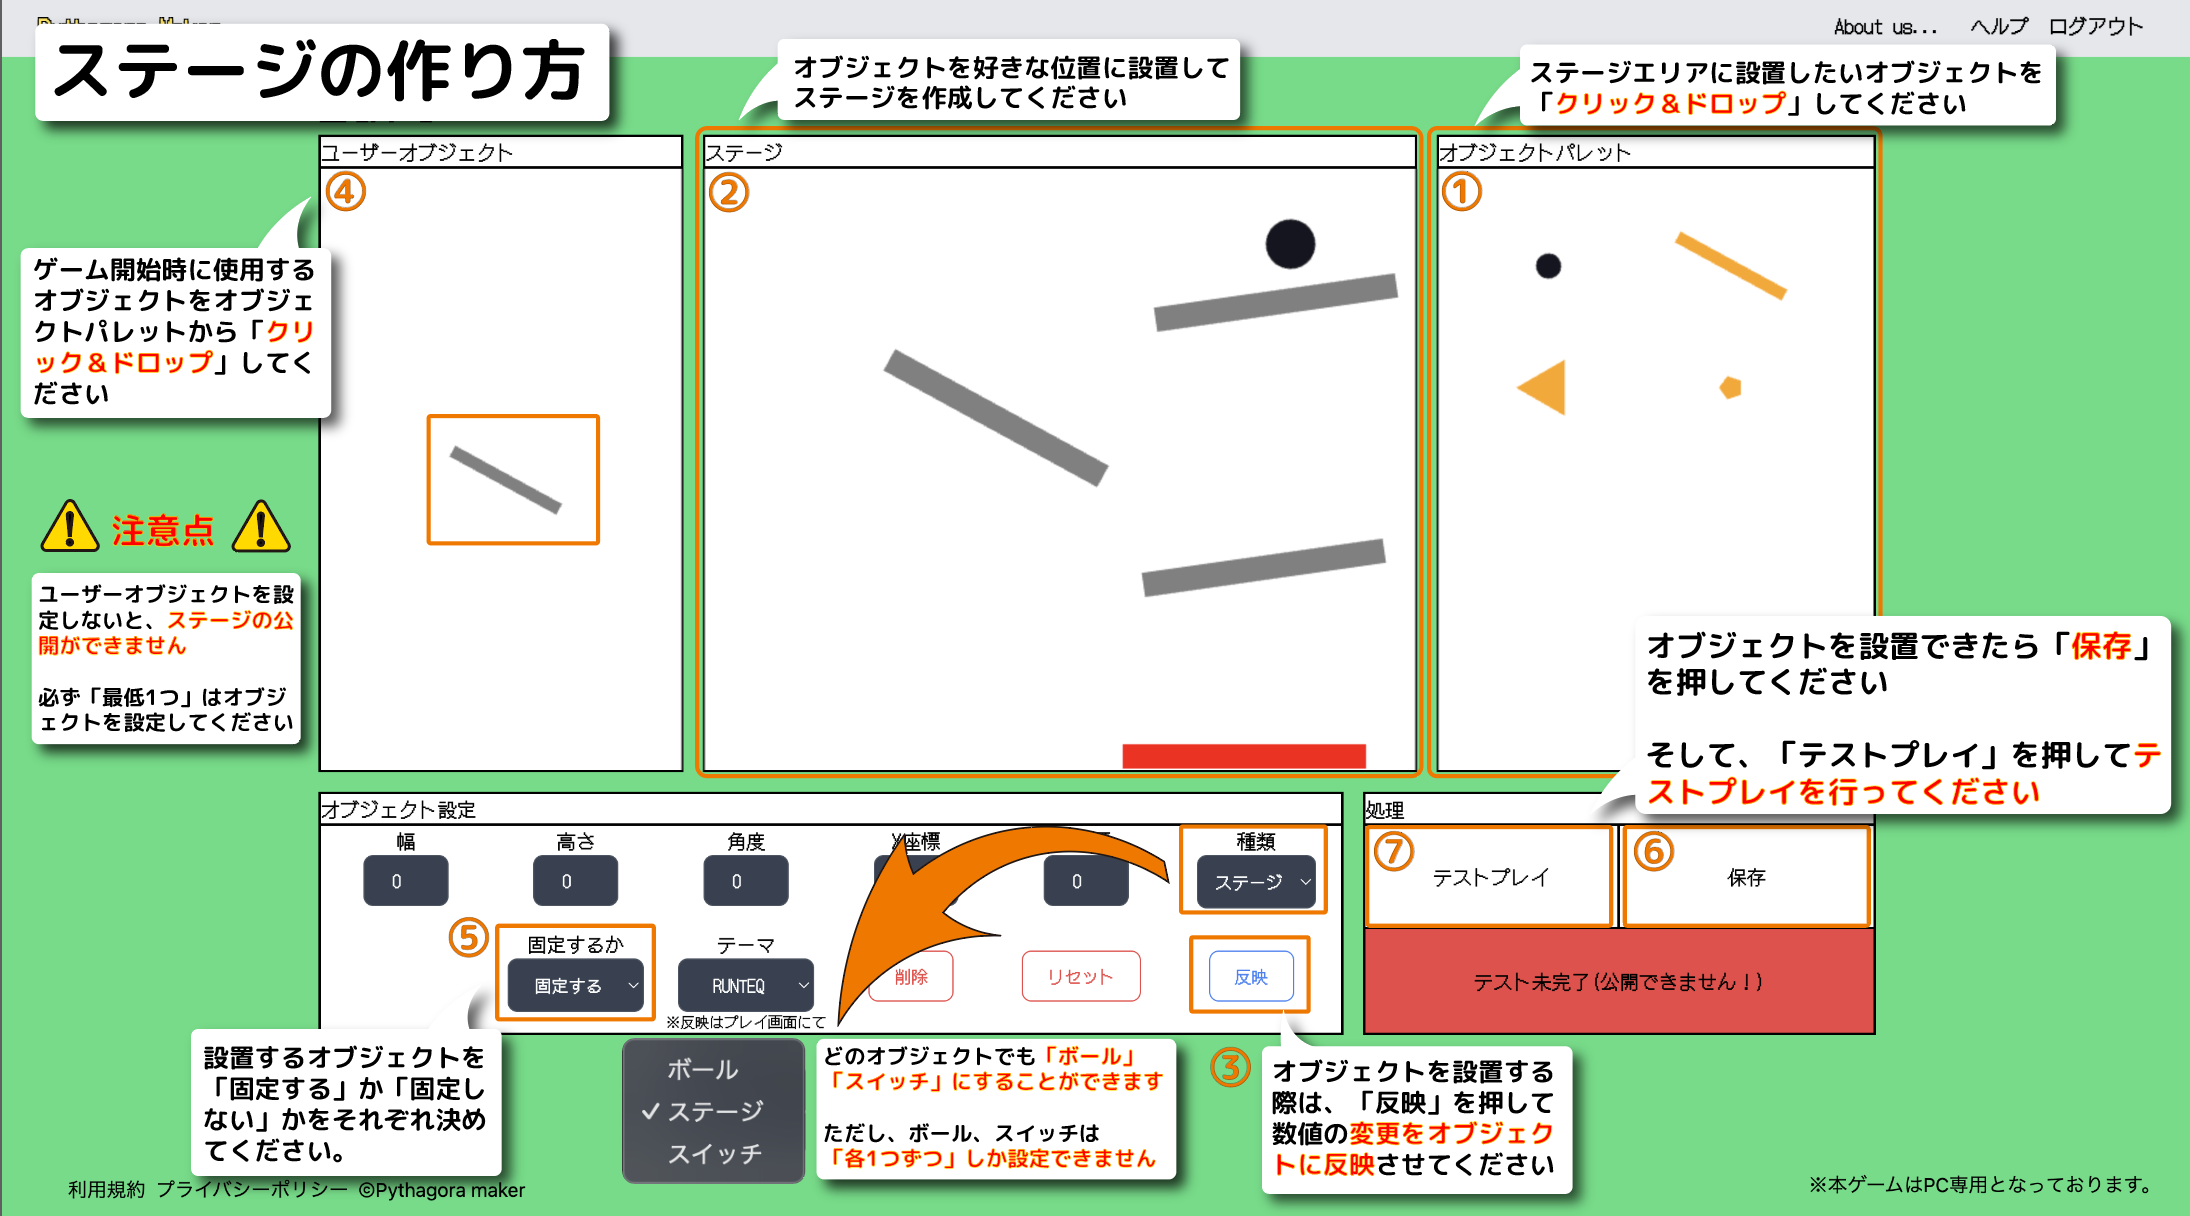 About us... ヘルプ ログアウト
ステージの作り方
オブジェクトを好きな位置に設置して
ステージを作成してください
ステージエリアに設置したいオブジェクトを
「クリック＆ドロップ」してください
ユーザーオブジェクト
④
ステージ
②
オブジェクトパレット
①
ゲーム開始時に使用する
オブジェクトをオブジェ
クトパレットから「クリ
ック＆ドロップ」してく
ださい
注意点
ユーザーオブジェクトを設
定しないと、ステージの公
開ができません
必ず「最低1つ」はオブジ
ェクトを設定してください
オブジェクトを設置できたら「保存」
を押してください
そして、「テストプレイ」を押してテ
ストプレイを行ってください
オブジェクト設定
幅 高さ 角度 X座標 種類
0 0 0 0 ステージ
⑤
固定するか テーマ
固定する RUNTEQ 削除 リセット 反映
※反映はプレイ画面にて
処理
⑦ テストプレイ
⑥ 保存
テスト未完了(公開できません！)
設置するオブジェクトを
「固定する」か「固定し
ない」かをそれぞれ決め
てください。
ボール
✓ ステージ
スイッチ
どのオブジェクトでも「ボール」
「スイッチ」にすることができます
ただし、ボール、スイッチは
「各1つずつ」しか設定できません
③
オブジェクトを設置する
際は、「反映」を押して
数値の変更をオブジェク
トに反映させてください
利用規約 プライバシーポリシー ©Pythagora maker
※本ゲームはPC専用となっております。